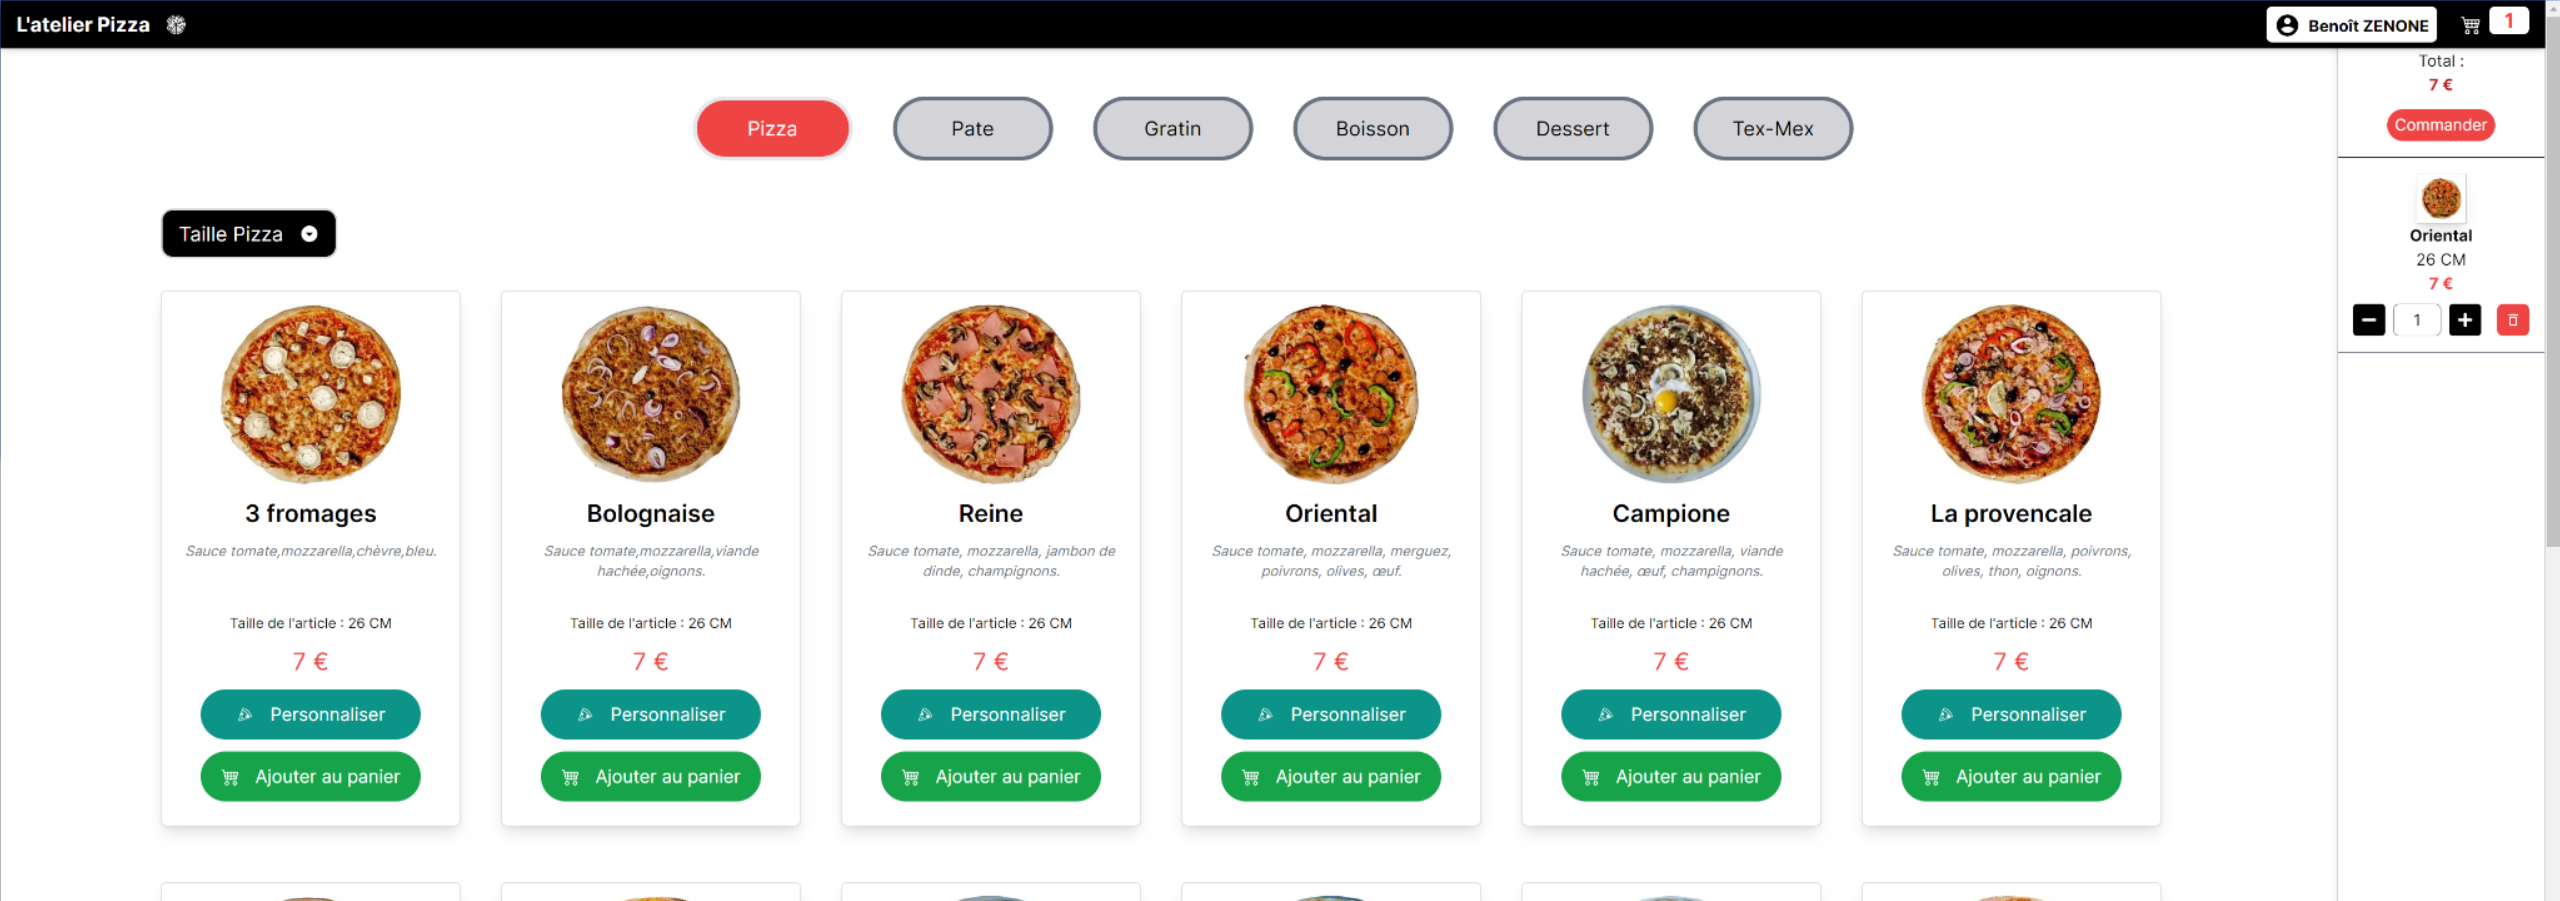 L'atelier Pizza
Benoît ZENONE
1
Pizza
Pate
Gratin
Boisson
Dessert
Tex-Mex
Total :
7 €
Commander
Oriental
26 CM
7 €
1
Taille Pizza
3 fromages
Sauce tomate,mozzarella,chèvre,bleu.
Taille de l'article : 26 CM
7 €
Personnaliser
Ajouter au panier
Bolognaise
Sauce tomate,mozzarella,viande
hachée,oignons.
Taille de l'article : 26 CM
7 €
Personnaliser
Ajouter au panier
Reine
Sauce tomate, mozzarella, jambon de
dinde, champignons.
Taille de l'article : 26 CM
7 €
Personnaliser
Ajouter au panier
Oriental
Sauce tomate, mozzarella, merguez,
poivrons, olives, œuf.
Taille de l'article : 26 CM
7 €
Personnaliser
Ajouter au panier
Campione
Sauce tomate, mozzarella, viande
hachée, œuf, champignons.
Taille de l'article : 26 CM
7 €
Personnaliser
Ajouter au panier
La provencale
Sauce tomate, mozzarella, poivrons,
olives, thon, oignons.
Taille de l'article : 26 CM
7 €
Personnaliser
Ajouter au panier